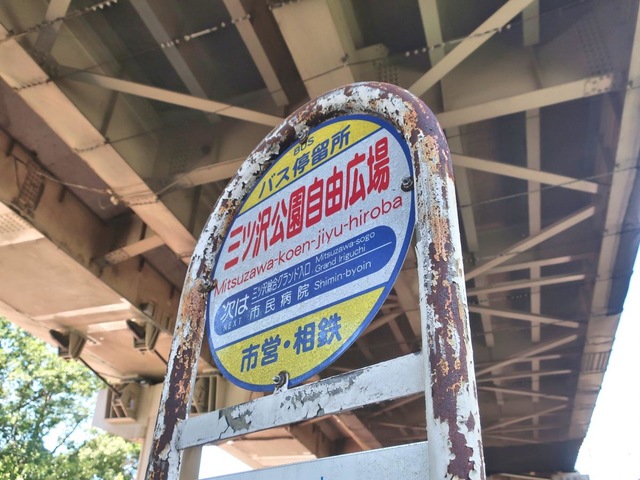 BUS
バス停留所
三ツ沢公園自由広場
Mitsuzawa-koen-jiyu-hiroba
次は 三ツ沢総合グランド入口 Mitsuzawa-sogo Grand Iriguchi
NEXT 市民病院 Shimin-byoin
市営・相鉄